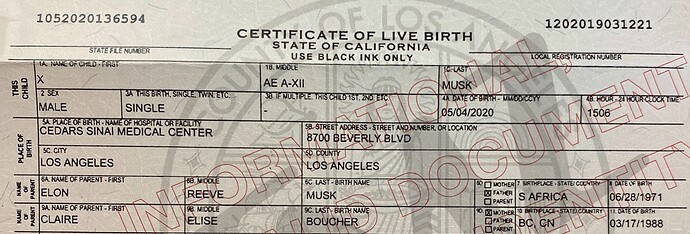 1052020136594
CERTIFICATE OF LIVE BIRTH
1202019031221
STATE FILE NUMBER
STATE OF CALIFORNIA
USE BLACK INK ONLY
LOCAL REGISTRATION NUMBER
THIS CHILD
1A. NAME OF CHILD - FIRST
1B. MIDDLE
1C. LAST
X
AE A-XII
MUSK
2. SEX
3A. THIS BIRTH, SINGLE, TWIN, ETC.
3B. IF MULTIPLE, THIS CHILD 1ST, 2ND, ETC.
4A. DATE OF BIRTH - MM/DD/CCYY
4B. HOUR - 24 HOUR CLOCK TIME
MALE
SINGLE
-
05/04/2020
1506
PLACE OF BIRTH
5A. PLACE OF BIRTH - NAME OF HOSPITAL OR FACILITY
5B. STREET ADDRESS - STREET AND NUMBER, OR LOCATION
CEDARS SINAI MEDICAL CENTER
8700 BEVERLY BLVD
5C. CITY
5D. COUNTY
LOS ANGELES
LOS ANGELES
NAME OF PARENT
6A. NAME OF PARENT - FIRST
6B. MIDDLE
6C. LAST - BIRTH NAME
6D. MOTHER
FATHER
PARENT
7. BIRTHPLACE - STATE/ COUNTRY
8. DATE OF BIRTH
ELON
REEVE
MUSK
S AFRICA
06/28/1971
NAME OF PARENT
9A. NAME OF PARENT - FIRST
9B. MIDDLE
9C. LAST - BIRTH NAME
9D. MOTHER
FATHER
PARENT
10. BIRTHPLACE - STATE/ COUNTRY
11. DATE OF BIRTH
CLAIRE
ELISE
BOUCHER
BC, CN
03/17/1988
INFORMATIONAL,
DOCUMENT
IDENTITY
COUNTY OF LOS